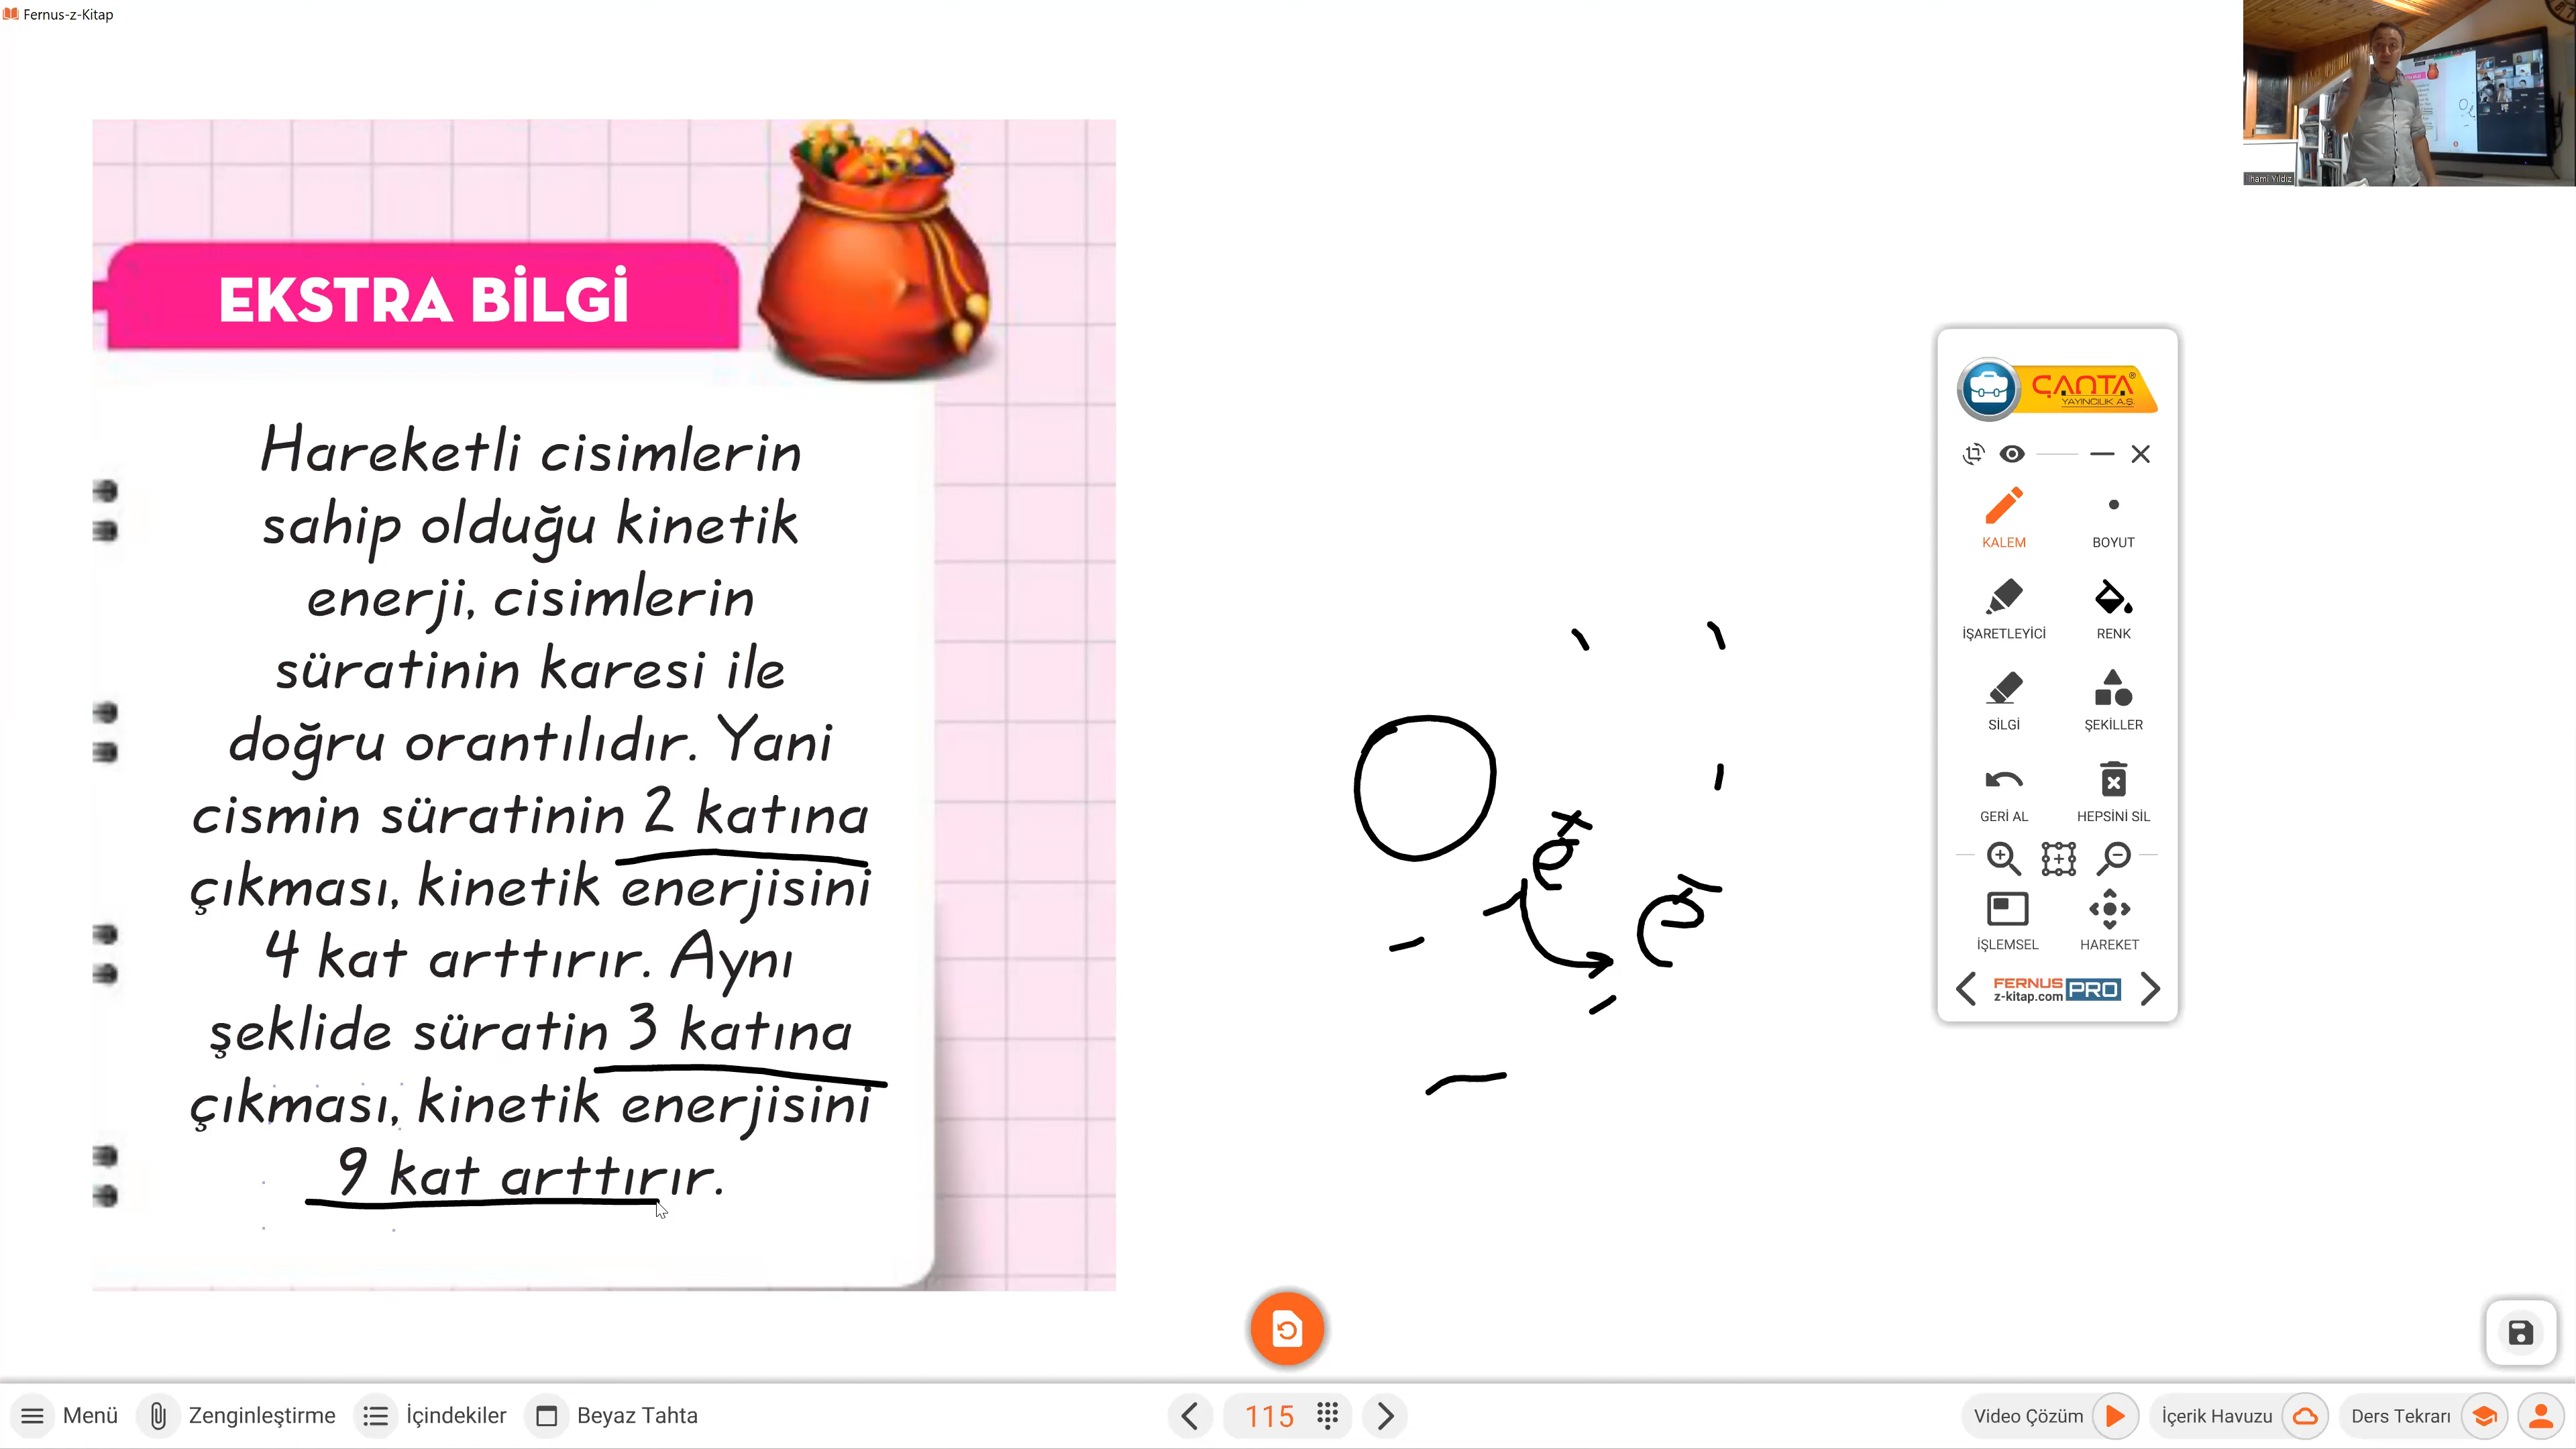 Fernus-z-Kitap
İhami Yıldız
EKSTRA BİLGİ
Hareketli cisimlerin
sahip olduğu kinetik
enerji, cisimlerin
süratinin karesi ile
doğru orantılıdır. Yani
cismin süratinin 2 katına
çıkması, kinetik enerjisini
4 kat arttırır. Aynı
şeklide süratin 3 katına
çıkması, kinetik enerjisini
9 kat arttırır.
e
e
ÇANTA®
YAYINCILIK A.Ş.
KALEM
BOYUT
İŞARETLEYİCİ
RENK
SİLGİ
ŞEKİLLER
GERİ AL
HEPSİNİ SİL
İŞLEMSEL
HAREKET
FERNUS
z-kitap.com
PRO
Menü
Zenginleştirme
İçindekiler
Beyaz Tahta
115
Video Çözüm
İçerik Havuzu
Ders Tekrarı